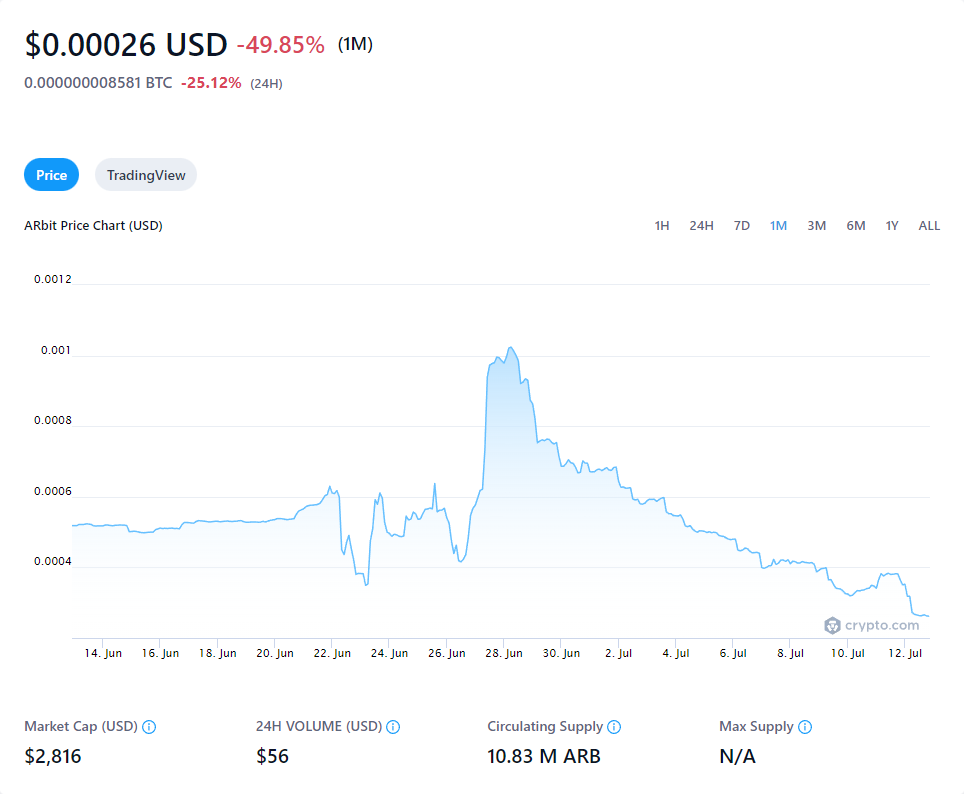 $0.00026 USD -49.85% (1M)
0.000000008581 BTC -25.12% (24H)
Price TradingView
ARbit Price Chart (USD) 1H 24H 7D 1M 3M 6M 1Y ALL
0.0012
0.001
0.0008
0.0006
0.0004
crypto.com
14. Jun 16. Jun 18. Jun 20. Jun 22. Jun 24. Jun 26. Jun 28. Jun 30. Jun 2. Jul 4. Jul 6. Jul 8. Jul 10. Jul 12. Jul
Market Cap (USD) 24H VOLUME (USD) Circulating Supply Max Supply
$2,816 $56 10.83 M ARB N/A